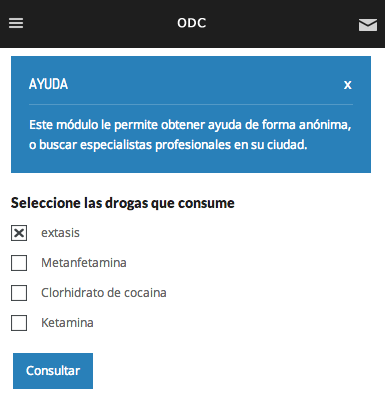 ODC
AYUDA x
Este módulo le permite obtener ayuda de forma anónima,
o buscar especialistas profesionales en su ciudad.
Seleccione las drogas que consume
extasis
Metanfetamina
Clorhidrato de cocaina
Ketamina
Consultar